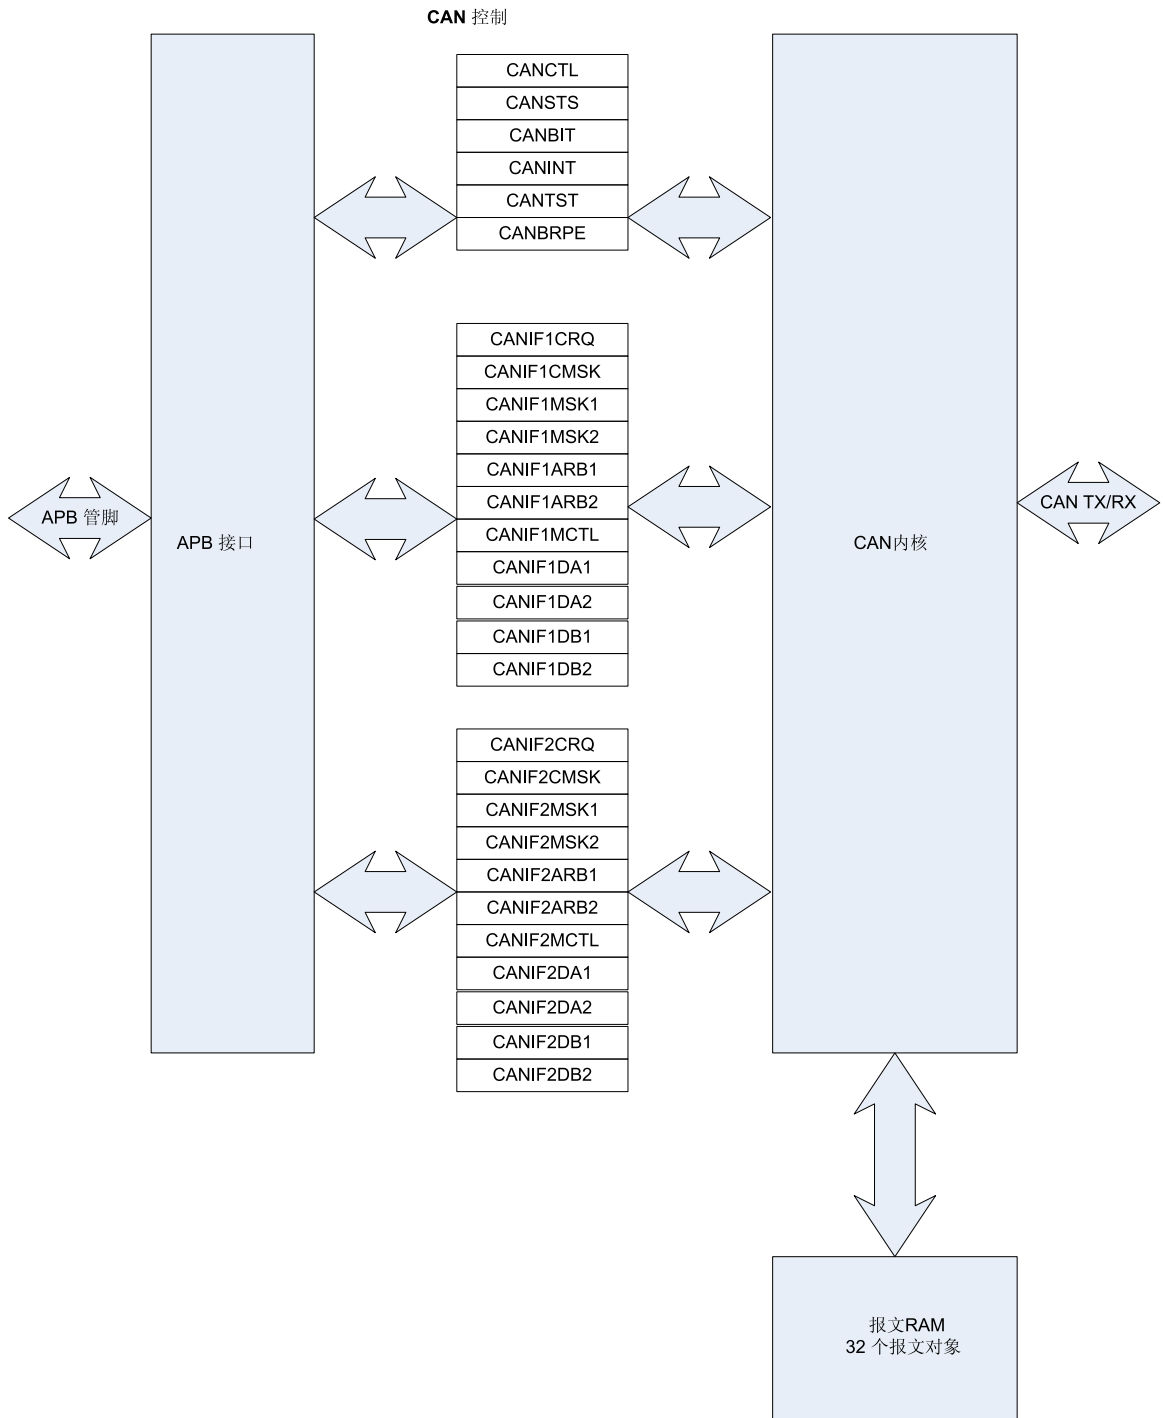 CAN 控制
CANCTL
CANSTS
CANBIT
CANINT
CANTST
CANBRPE
CANIF1CRQ
CANIF1CMSK
CANIF1MSK1
CANIF1MSK2
CANIF1ARB1
CANIF1ARB2
CANIF1MCTL
CANIF1DA1
CANIF1DA2
CANIF1DB1
CANIF1DB2
APB 管脚
APB 接口
CAN内核
CAN TX/RX
CANIF2CRQ
CANIF2CMSK
CANIF2MSK1
CANIF2MSK2
CANIF2ARB1
CANIF2ARB2
CANIF2MCTL
CANIF2DA1
CANIF2DA2
CANIF2DB1
CANIF2DB2
报文RAM
32 个报文对象